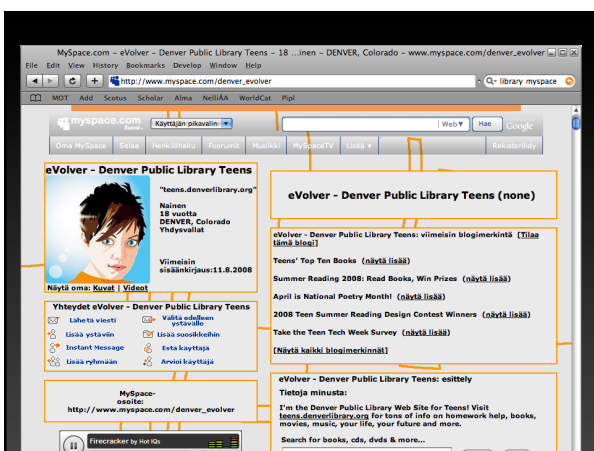 MySpace.com – eVolver – Denver Public Library Teens – 18 ...inen – DENVER, Colorado – www.myspace.com/denver_evolver
File Edit View History Bookmarks Develop Window Help
http://www.myspace.com/denver_evolver
library myspace
MOT Add Scotus Scholar Alma NelliÄÄ WorldCat Pipl
myspace.com
Käyttäjän pikavalin
Web
Hae
Google
Oma MySpace Selaa Henkilöhaku Foorumit Musiikki MySpaceTV Lisää Rekisteröidy
eVolver - Denver Public Library Teens
"teens.denverlibrary.org"
Nainen
18 vuotta
DENVER, Colorado
Yhdysvallat
Viimeisin
sisäänkirjaus:11.8.2008
Näytä oma: Kuvat | Videot
Yhteydet eVolver - Denver Public Library Teens
Lähetä viesti
Välitä edelleen
ystävälle
Lisää ystäviin
Lisää suosikkeihin
Instant Message
Estä käyttäjä
Lisää ryhmään
Arvioi käyttäjä
MySpace-
osoite:
http://www.myspace.com/denver_evolver
Firecracker by Hot IQs
eVolver - Denver Public Library Teens (none)
eVolver - Denver Public Library Teens: viimeisin blogimerkintä [Tilaa
tämä blogi]
Teens' Top Ten Books (näytä lisää)
Summer Reading 2008: Read Books, Win Prizes (näytä lisää)
April is National Poetry Month! (näytä lisää)
2008 Teen Summer Reading Design Contest Winners (näytä lisää)
Take the Teen Tech Week Survey (näytä lisää)
[Näytä kaikki blogimerkinnät]
eVolver - Denver Public Library Teens: esittely
Tietoja minusta:
I'm the Denver Public Library Web Site for Teens! Visit
teens.denverlibrary.org for tons of info on homework help, books,
movies, music, your life, your future and more.
Search for books, cds, dvds & more...